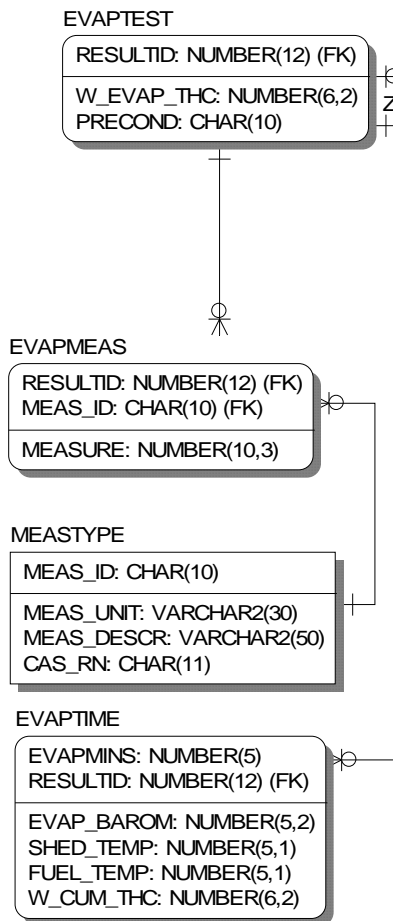 EVAPTEST
RESULTID: NUMBER(12) (FK)
W_EVAP_THC: NUMBER(6,2)
PRECOND: CHAR(10)
Z
EVAPMEAS
RESULTID: NUMBER(12) (FK)
MEAS_ID: CHAR(10) (FK)
MEASURE: NUMBER(10,3)
MEASTYPE
MEAS_ID: CHAR(10)
MEAS_UNIT: VARCHAR2(30)
MEAS_DESCR: VARCHAR2(50)
CAS_RN: CHAR(11)
EVAPTIME
EVAPMINS: NUMBER(5)
RESULTID: NUMBER(12) (FK)
EVAP_BAROM: NUMBER(5,2)
SHED_TEMP: NUMBER(5,1)
FUEL_TEMP: NUMBER(5,1)
W_CUM_THC: NUMBER(6,2)